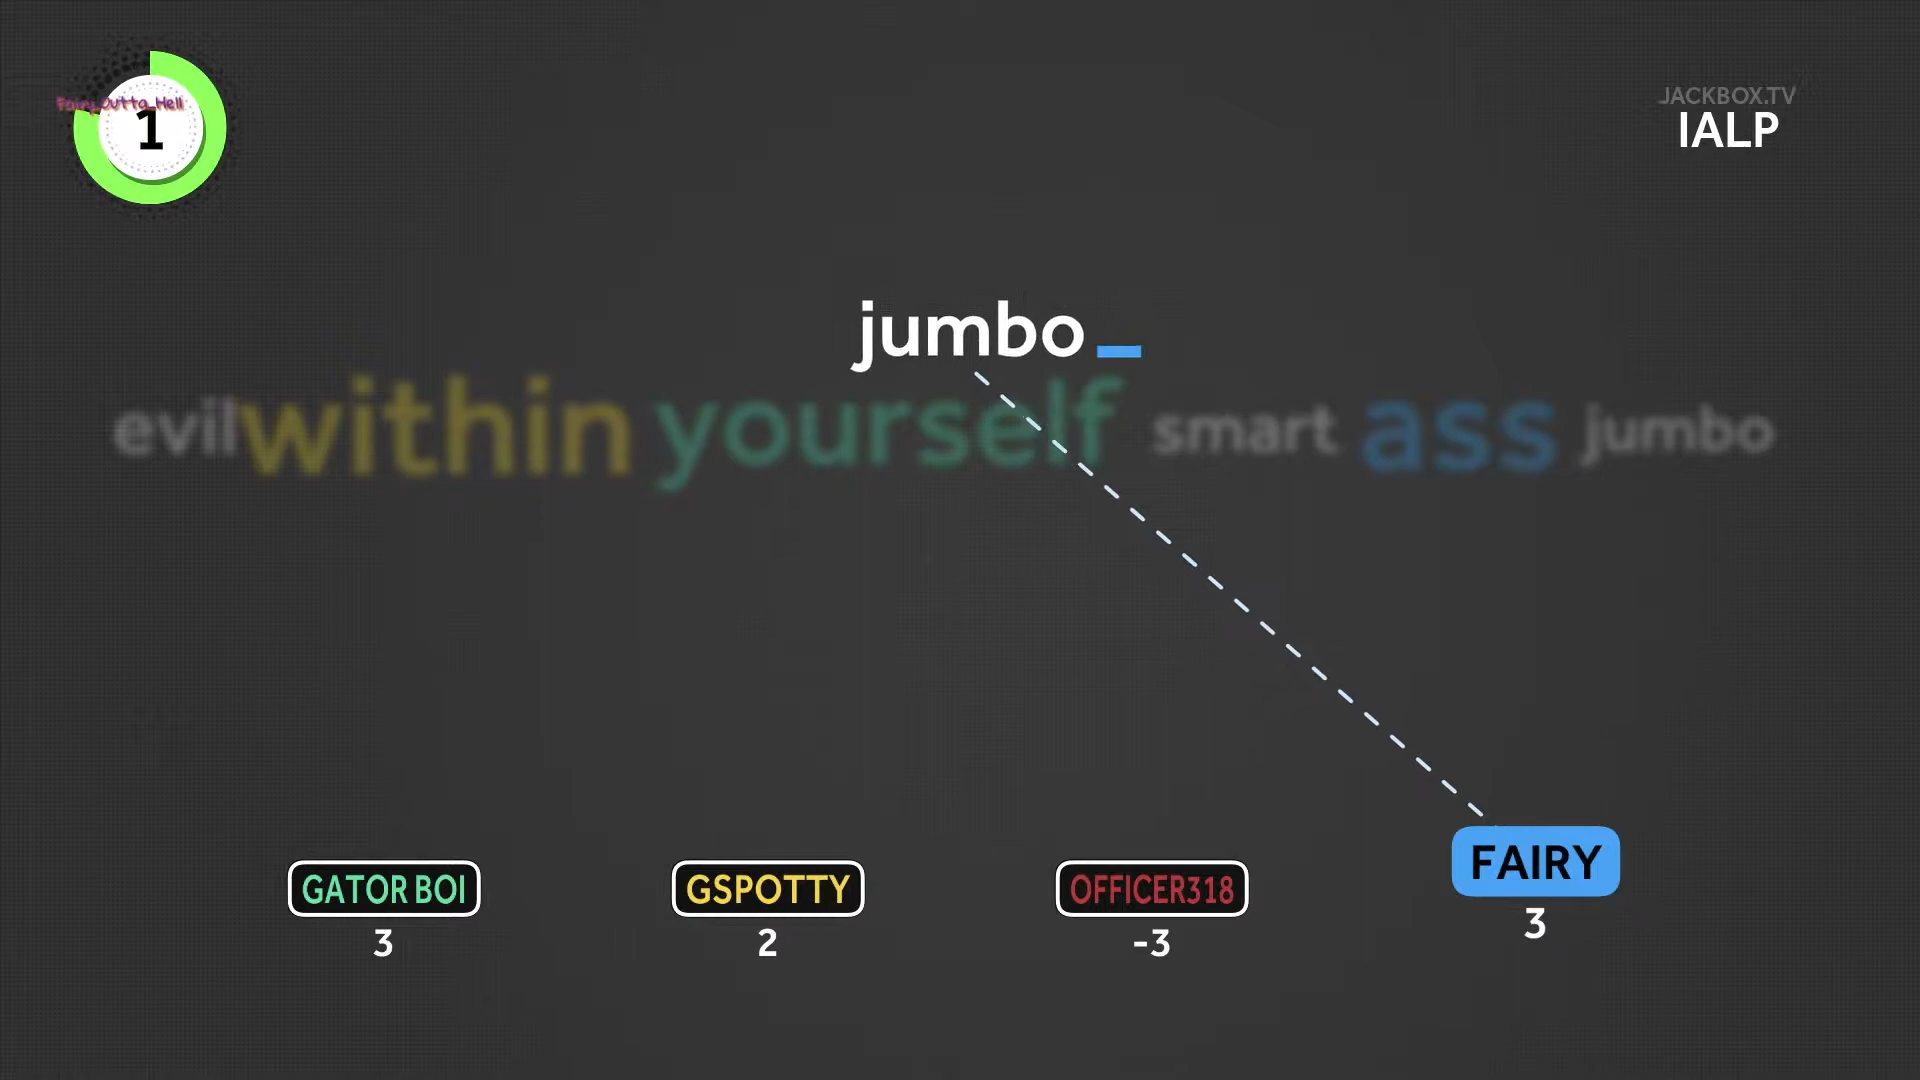 Fairy_Outta_Hell
1
JACKBOX.TV
IALP
jumbo_
evil within yourself smart ass jumbo
GATOR BOI
3
GSPOTTY
2
OFFICER318
-3
FAIRY
3